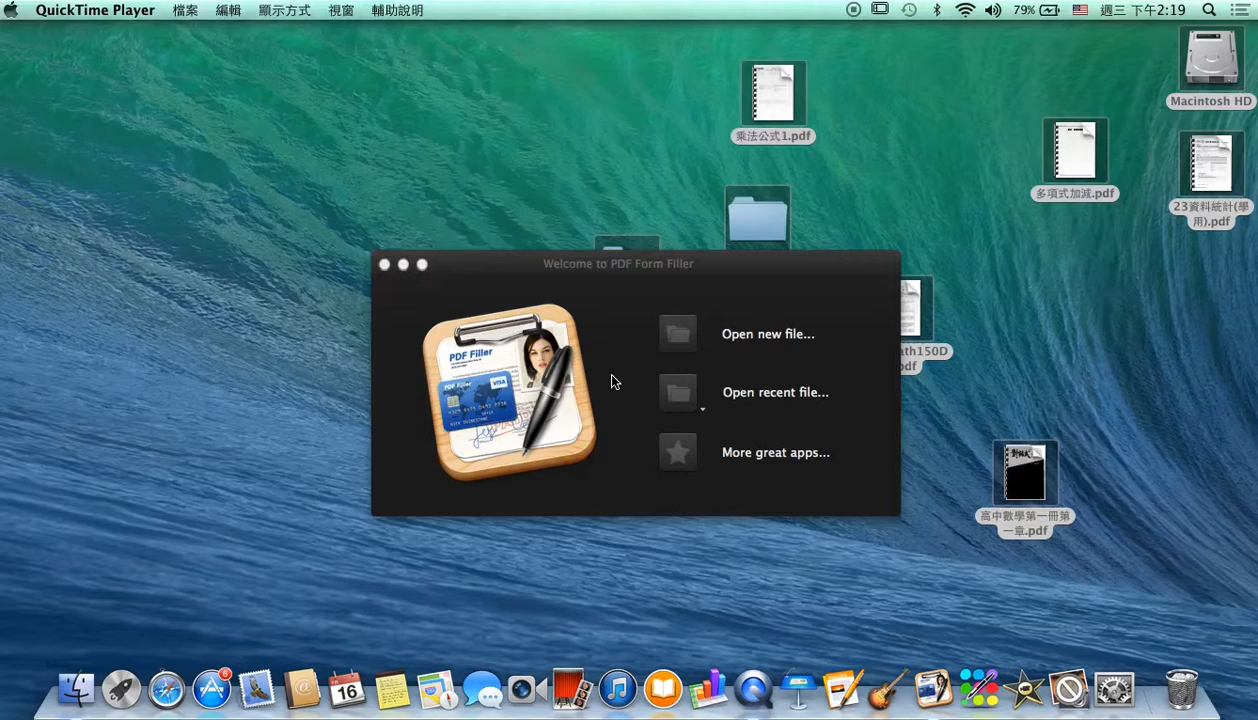 QuickTime Player 檔案 編輯 顯示方式 視窗 輔助說明 79% 週三 下午2:19
Macintosh HD
乘法公式1.pdf
多項式加減.pdf
23資料統計(學
用).pdf
Welcome to PDF Form Filler
Open new file...
PDF Filler
PDF Filler
VISA
ath150D
pdf
Open recent file...
More great apps...
高中數學第一冊第
一章.pdf
6
16